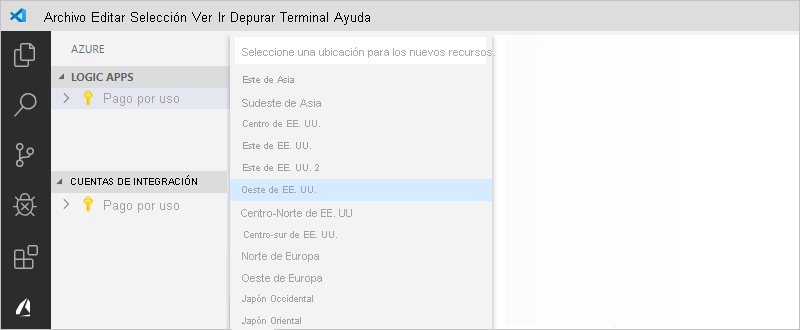 Archivo Editar Selección Ver Ir Depurar Terminal Ayuda
AZURE
LOGIC APPS
Pago por uso
CUENTAS DE INTEGRACIÓN
Pago por uso
Seleccione una ubicación para los nuevos recursos.
Este de Asia
Sudeste de Asia
Centro de EE. UU.
Este de EE. UU.
Este de EE. UU. 2
Oeste de EE. UU.
Centro-Norte de EE. UU
Centro-sur de EE. UU.
Norte de Europa
Oeste de Europa
Japón Occidental
Japón Oriental